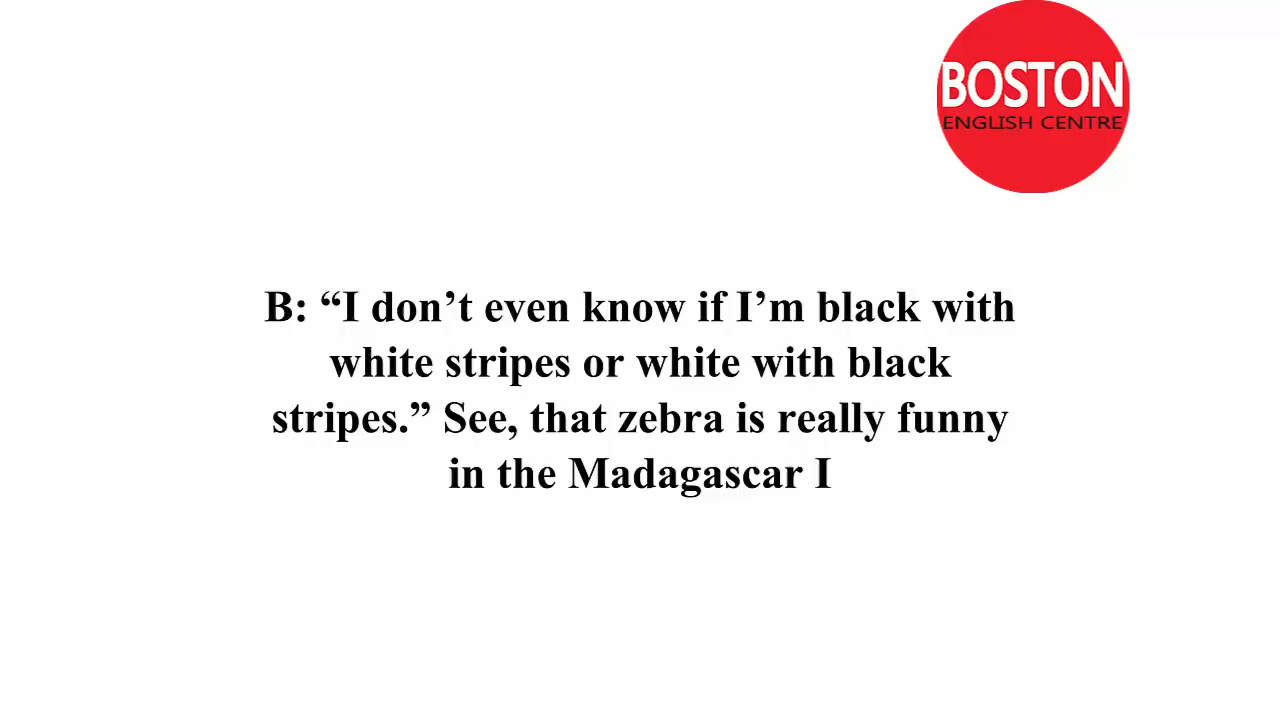 BOSTON
ENGLISH CENTRE
B: “I don’t even know if I’m black with
white stripes or white with black
stripes.” See, that zebra is really funny
in the Madagascar I